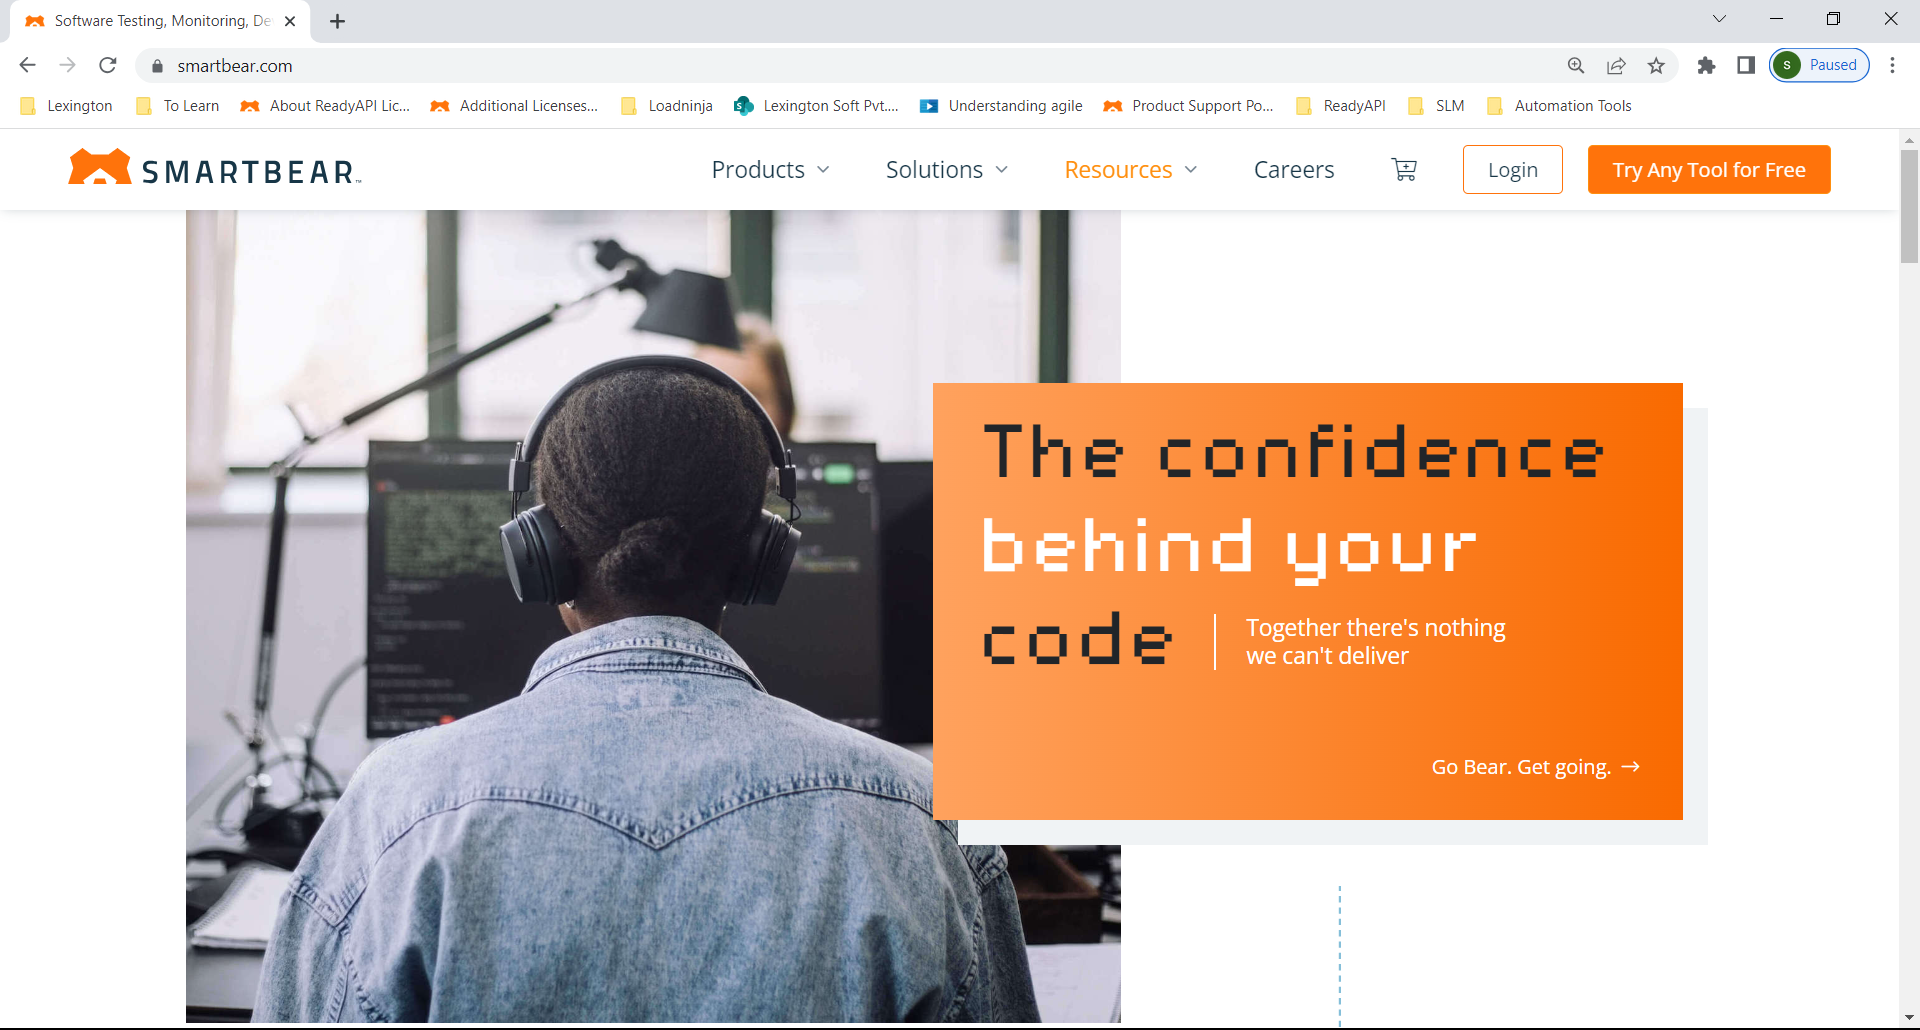 Software Testing, Monitoring, De
smartbear.com
S Paused
Lexington To Learn About ReadyAPI Lic... Additional Licenses... Loadninja Lexington Soft Pvt.... Understanding agile Product Support Po... ReadyAPI SLM Automation Tools
SMARTBEAR™ Products Solutions Resources Careers Login Try Any Tool for Free
The confidence
behind your
code
Together there's nothing
we can't deliver
Go Bear. Get going. →